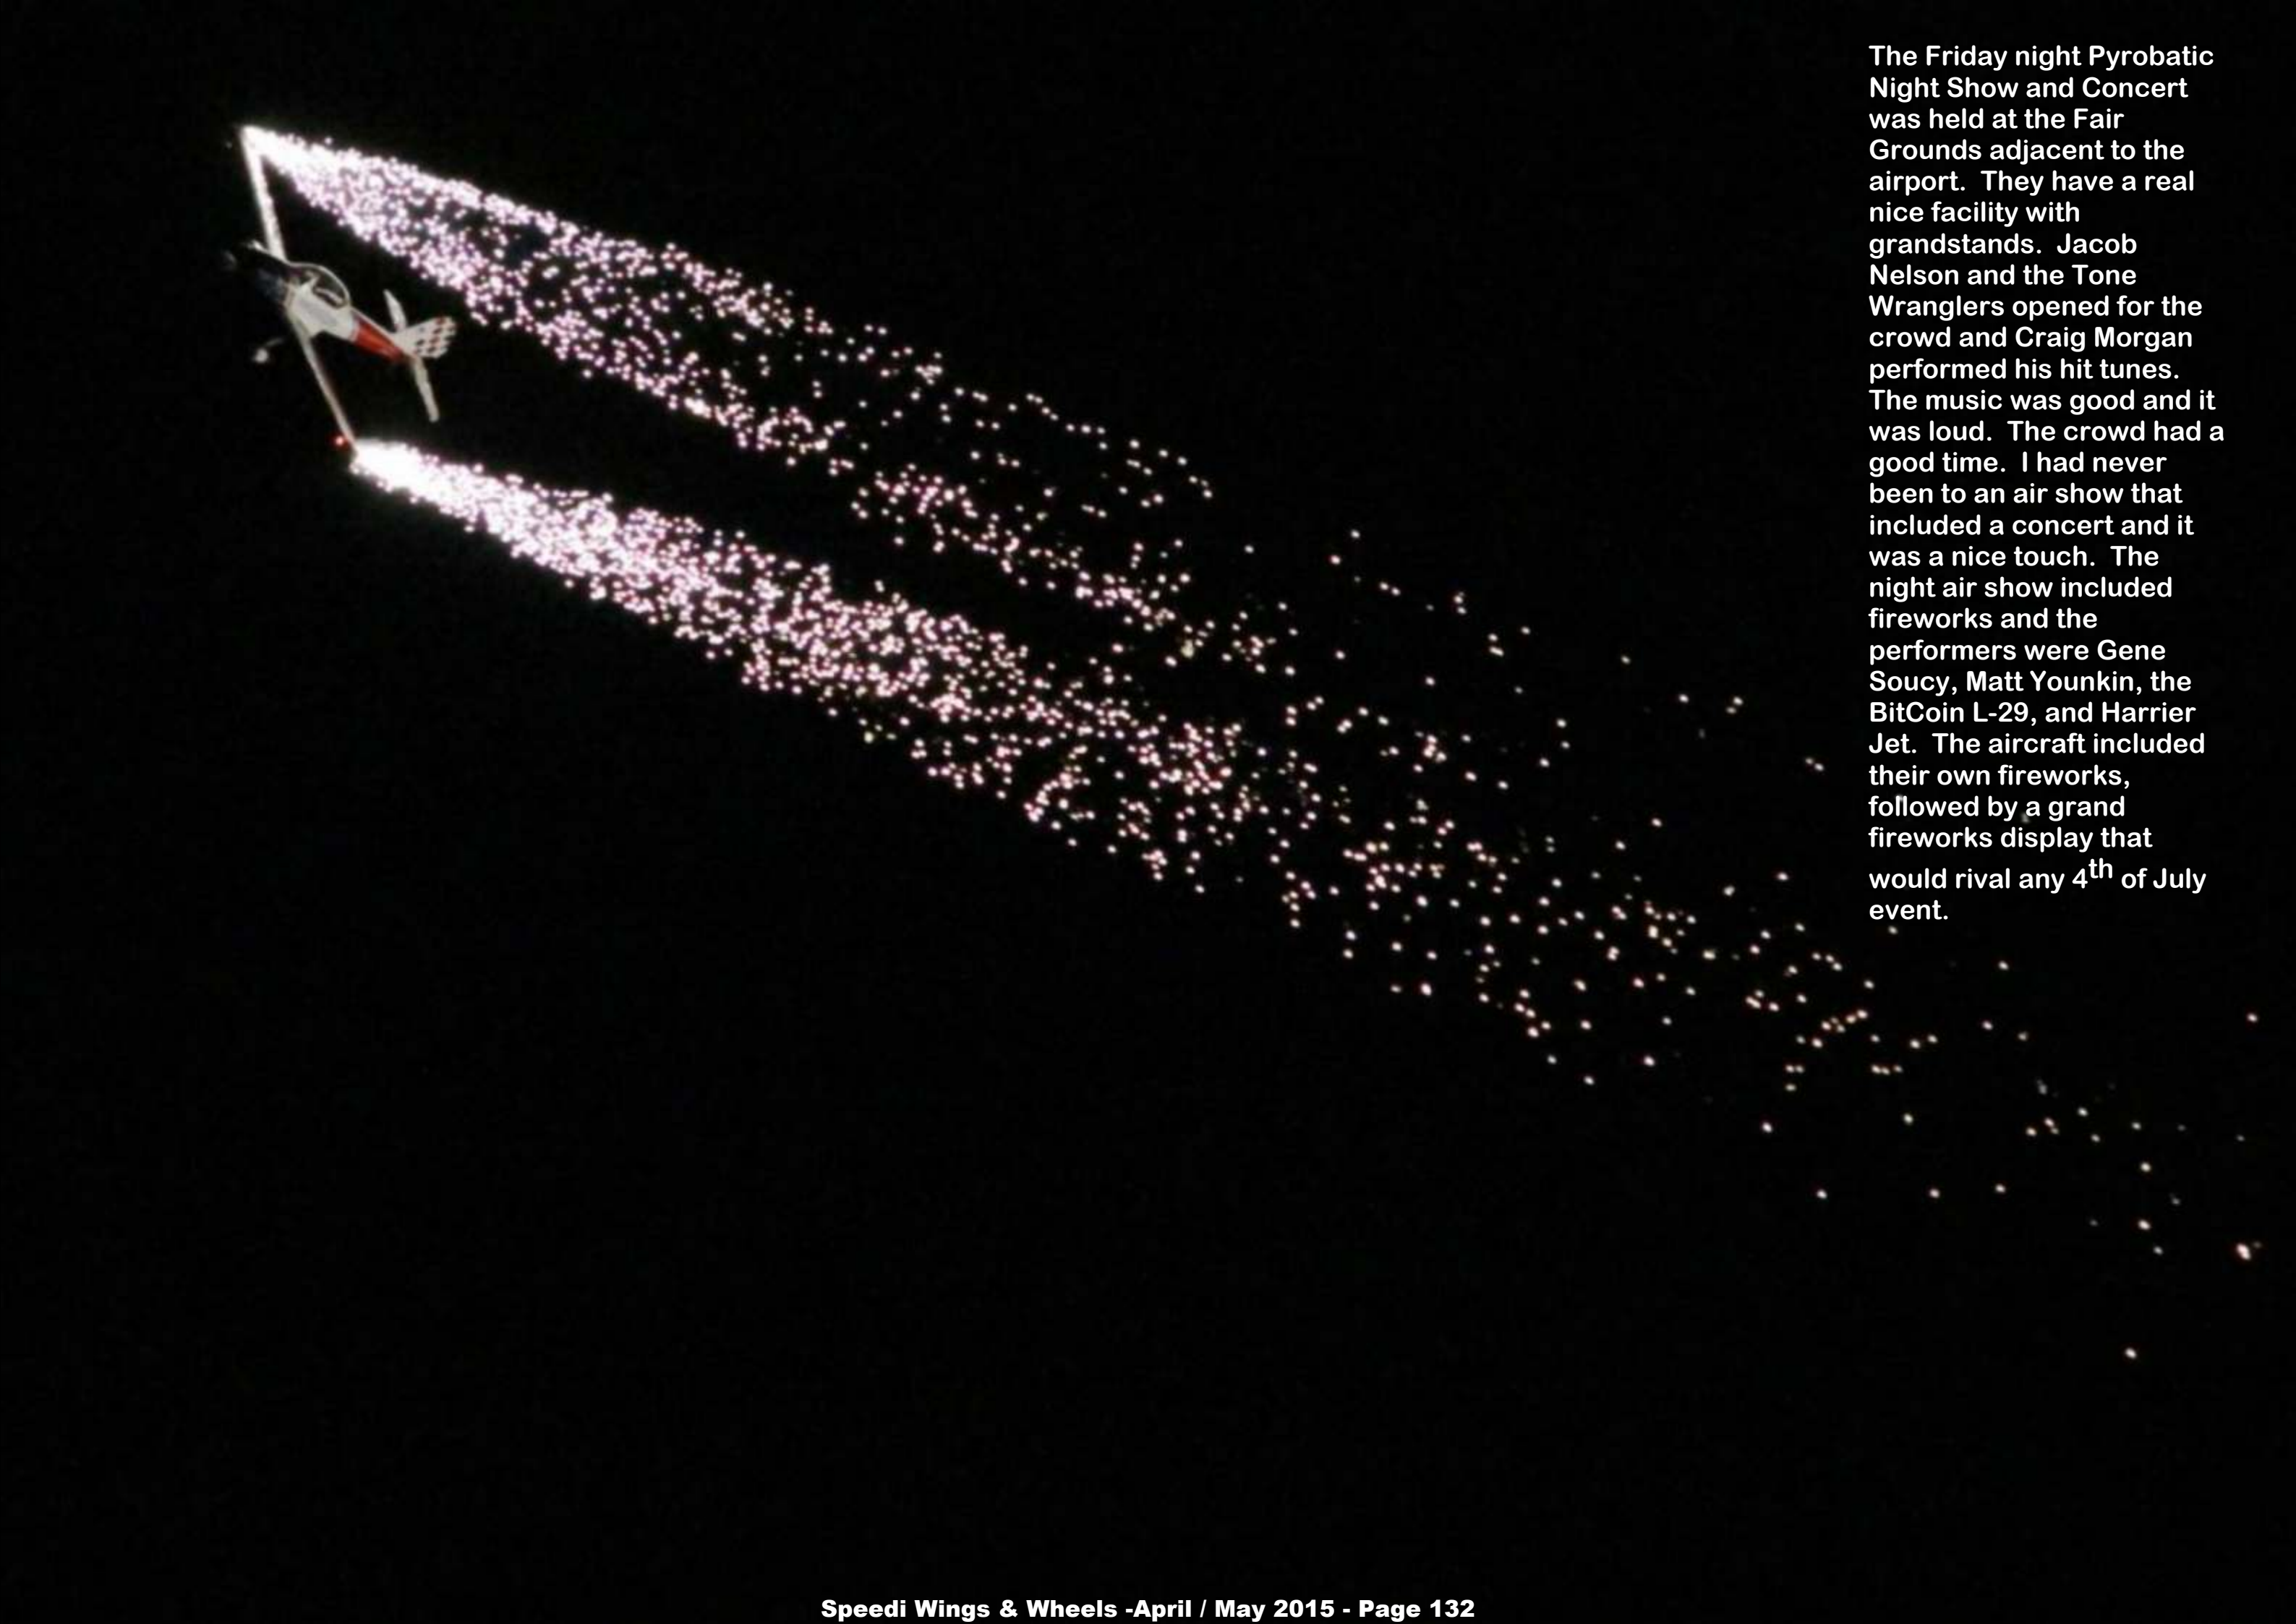 The Friday night Pyrobatic
Night Show and Concert
was held at the Fair
Grounds adjacent to the
airport.  They have a real
nice facility with
grandstands.  Jacob
Nelson and the Tone
Wranglers opened for the
crowd and Craig Morgan
performed his hit tunes.
The music was good and it
was loud.  The crowd had a
good time.  I had never
been to an air show that
included a concert and it
was a nice touch.  The
night air show included
fireworks and the
performers were Gene
Soucy, Matt Younkin, the
BitCoin L-29, and Harrier
Jet.  The aircraft included
their own fireworks,
followed by a grand
fireworks display that
would rival any 4th of July
event.
Speedi Wings & Wheels -April / May 2015 - Page 132